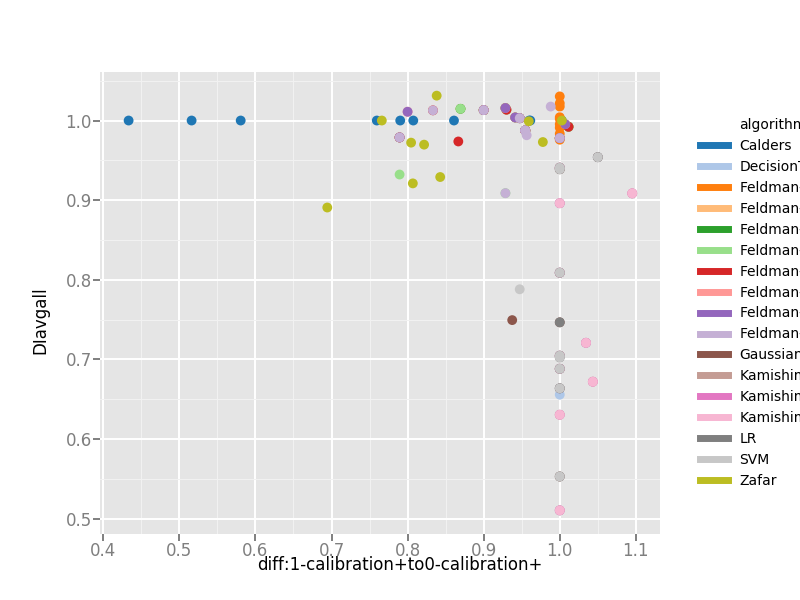 algorithm
Calders
DecisionT
Feldman-
Feldman-
Feldman-
Feldman-
Feldman-
Feldman-
Feldman-
Feldman-
Gaussian
Kamishin
Kamishin
Kamishin
LR
SVM
Zafar
DIavgall
1.0
0.9
0.8
0.7
0.6
0.5
0.4 0.5 0.6 0.7 0.8 0.9 1.0 1.1
diff:1-calibration+to0-calibration+